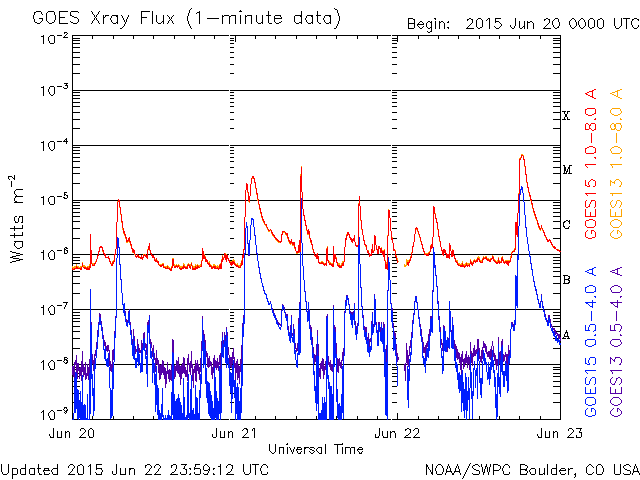 GOES Xray Flux (1-minute data)
Begin: 2015 Jun 20 0000 UTC
10-2
10-3
10-4
10-5
10-6
10-7
10-8
10-9
Watts m-2
X
M
C
B
A
GOES15 1.0-8.0 A
GOES13 1.0-8.0 A
GOES15 0.5-4.0 A
GOES13 0.5-4.0 A
Jun 20
Jun 21
Jun 22
Jun 23
Universal Time
Updated 2015 Jun 22 23:59:12 UTC
NOAA/SWPC Boulder, CO USA